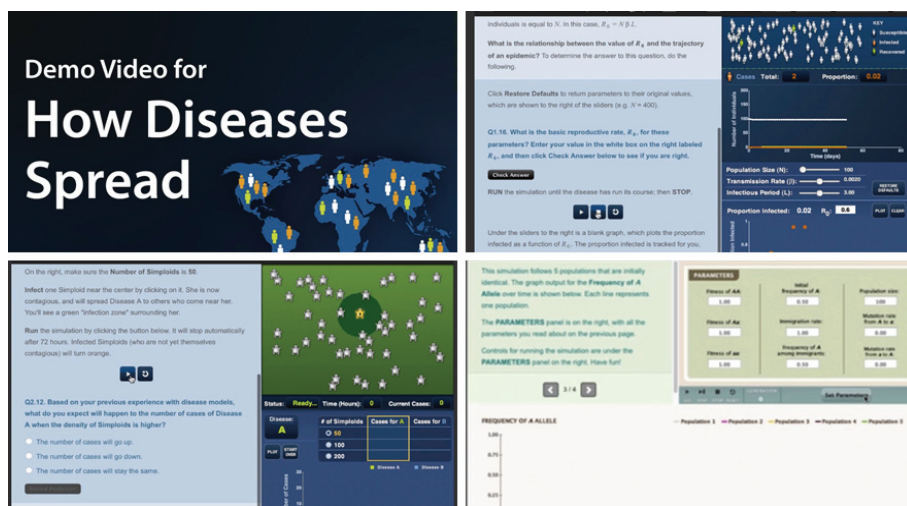 Demo Video for
How Diseases
Spread
individuals is equal to N. In this case, R0 = N β L.
What is the relationship between the value of R0 and the trajectory
of an epidemic? To determine the answer to this question, do the
following.
Click Restore Defaults to return parameters to their original values,
which are shown to the right of the sliders (e.g. N = 400).
Q1.16. What is the basic reproductive rate, R0, for these
parameters? Enter your value in the white box on the right labeled
R0, and then click Check Answer below to see if you are right.
Check Answer
RUN the simulation until the disease has run its course; then STOP.
Under the sliders to the right is a blank graph, which plots the proportion
infected as a function of R0. The proportion infected is tracked for you,
KEY
Susceptible
Infected
Recovered
Cases Total: 2 Proportion: 0.02
Number of Individuals
200
150
100
50
Time (days)
Population Size (N): 100
Transmission Rate (β): 0.0020
Infectious Period (L): 3.00
RESTORE
DEFAULTS
Proportion Infected: 0.02 R0: 0.6 PLOT CLEAR
On the right, make sure the Number of Simploids is 50.
Infect one Simploid near the center by clicking on it. She is now
contagious, and will spread Disease A to others who come near her.
You'll see a green "infection zone" surrounding her.
Run the simulation by clicking the button below. It will stop automatically
after 72 hours. Infected Simploids (who are not yet themselves
contagious) will turn orange.
Q2.12. Based on your previous experience with disease models,
what do you expect will happen to the number of cases of Disease
A when the density of Simploids is higher?
The number of cases will go up.
The number of cases will go down.
The number of cases will stay the same.
Status: Ready... Time (Hours): 0 Current Cases: 0
Disease:
A
PLOT START
OVER
# of Simploids Cases for A Cases for B
50
100
200
Disease A Disease B
30
20
10
This simulation follows 5 populations that are initially
identical. The graph output for the Frequency of A
Allele over time is shown below. Each line represents
one population.
The PARAMETERS panel is on the right, with all the
parameters you read about on the previous page.
Controls for running the simulation are under the
PARAMETERS panel on the right. Have fun!
3 / 4
PARAMETERS
Fitness of AA
1.00
Initial
frequency of A
0.50
Population size:
100
Fitness of Aa
1.00
Immigration rate:
1.00
Mutation rate
from A to a
0.00
Fitness of aa
1.00
Frequency of A
among immigrants
0.50
Mutation rate
from a to A
0.00
Set Parameters
FREQUENCY OF A ALLELE
Population 1 Population 2 Population 3 Population 4 Population 5
1.00
0.75
0.50
0.25